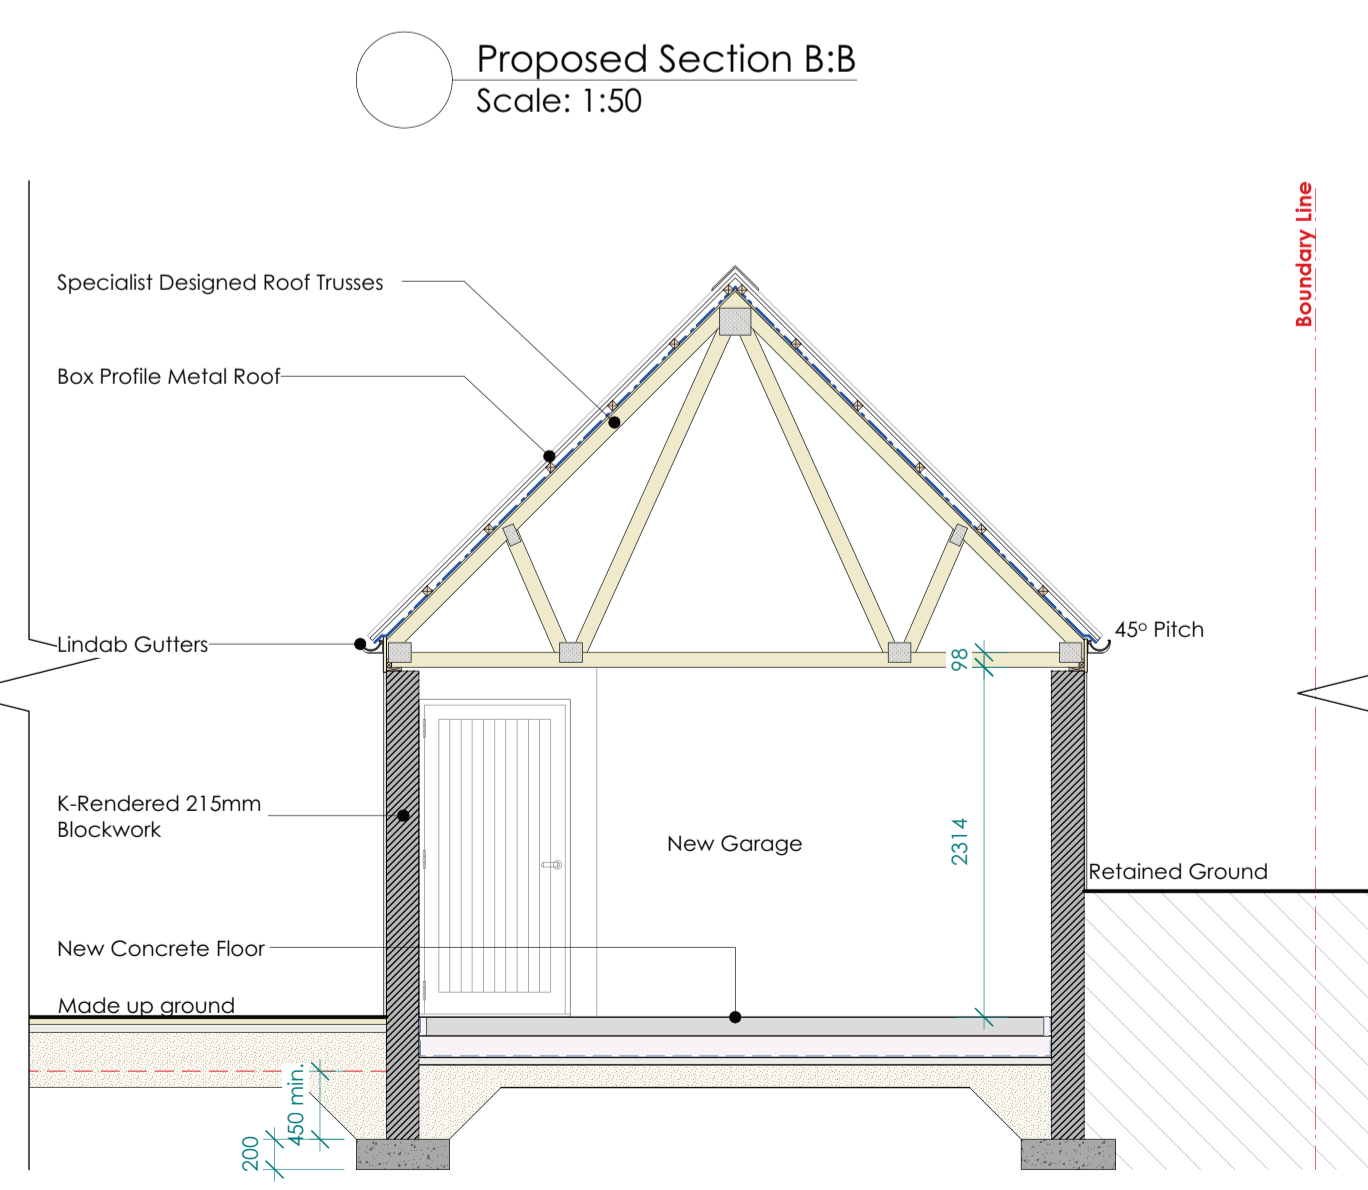 Proposed Section B:B
Scale: 1:50
Boundary Line
Specialist Designed Roof Trusses
Box Profile Metal Roof
Lindab Gutters
45° Pitch
98
K-Rendered 215mm
Blockwork
2314
New Garage
Retained Ground
New Concrete Floor
Made up ground
450 min.
200